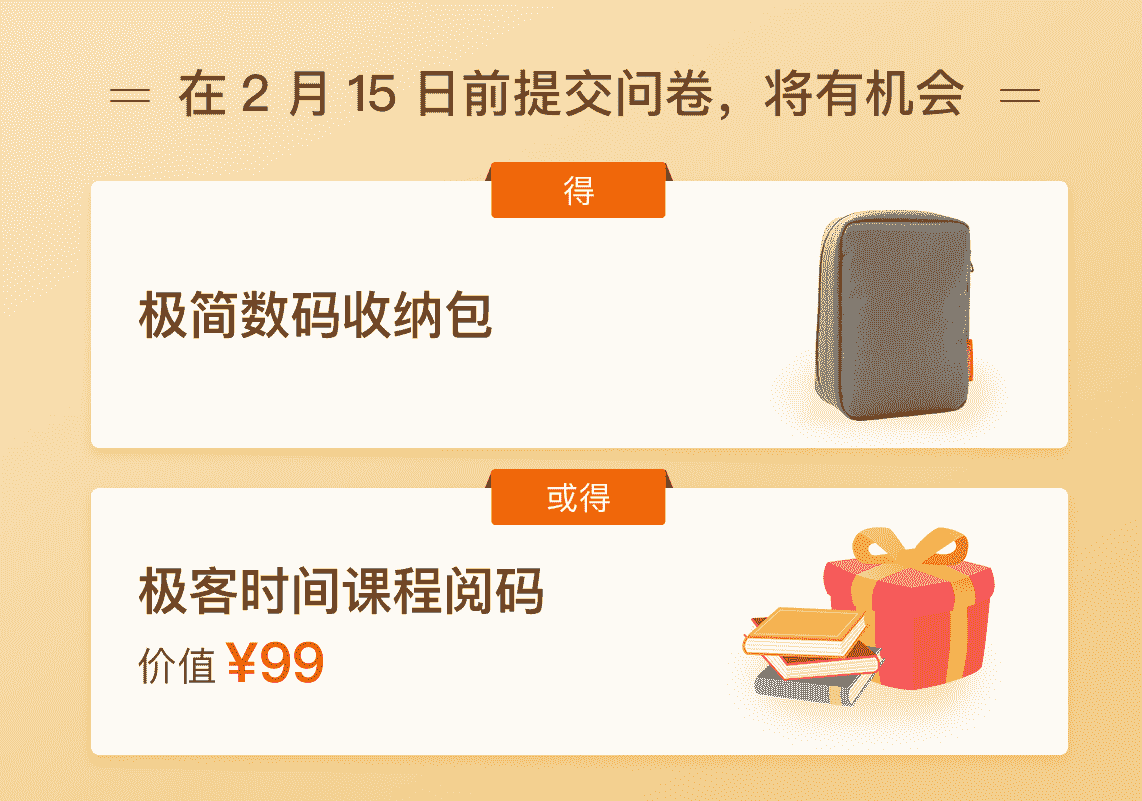 在 2 月 15 日前提交问卷，将有机会
得
极简数码收纳包
或得
极客时间课程阅码
价值 ¥99